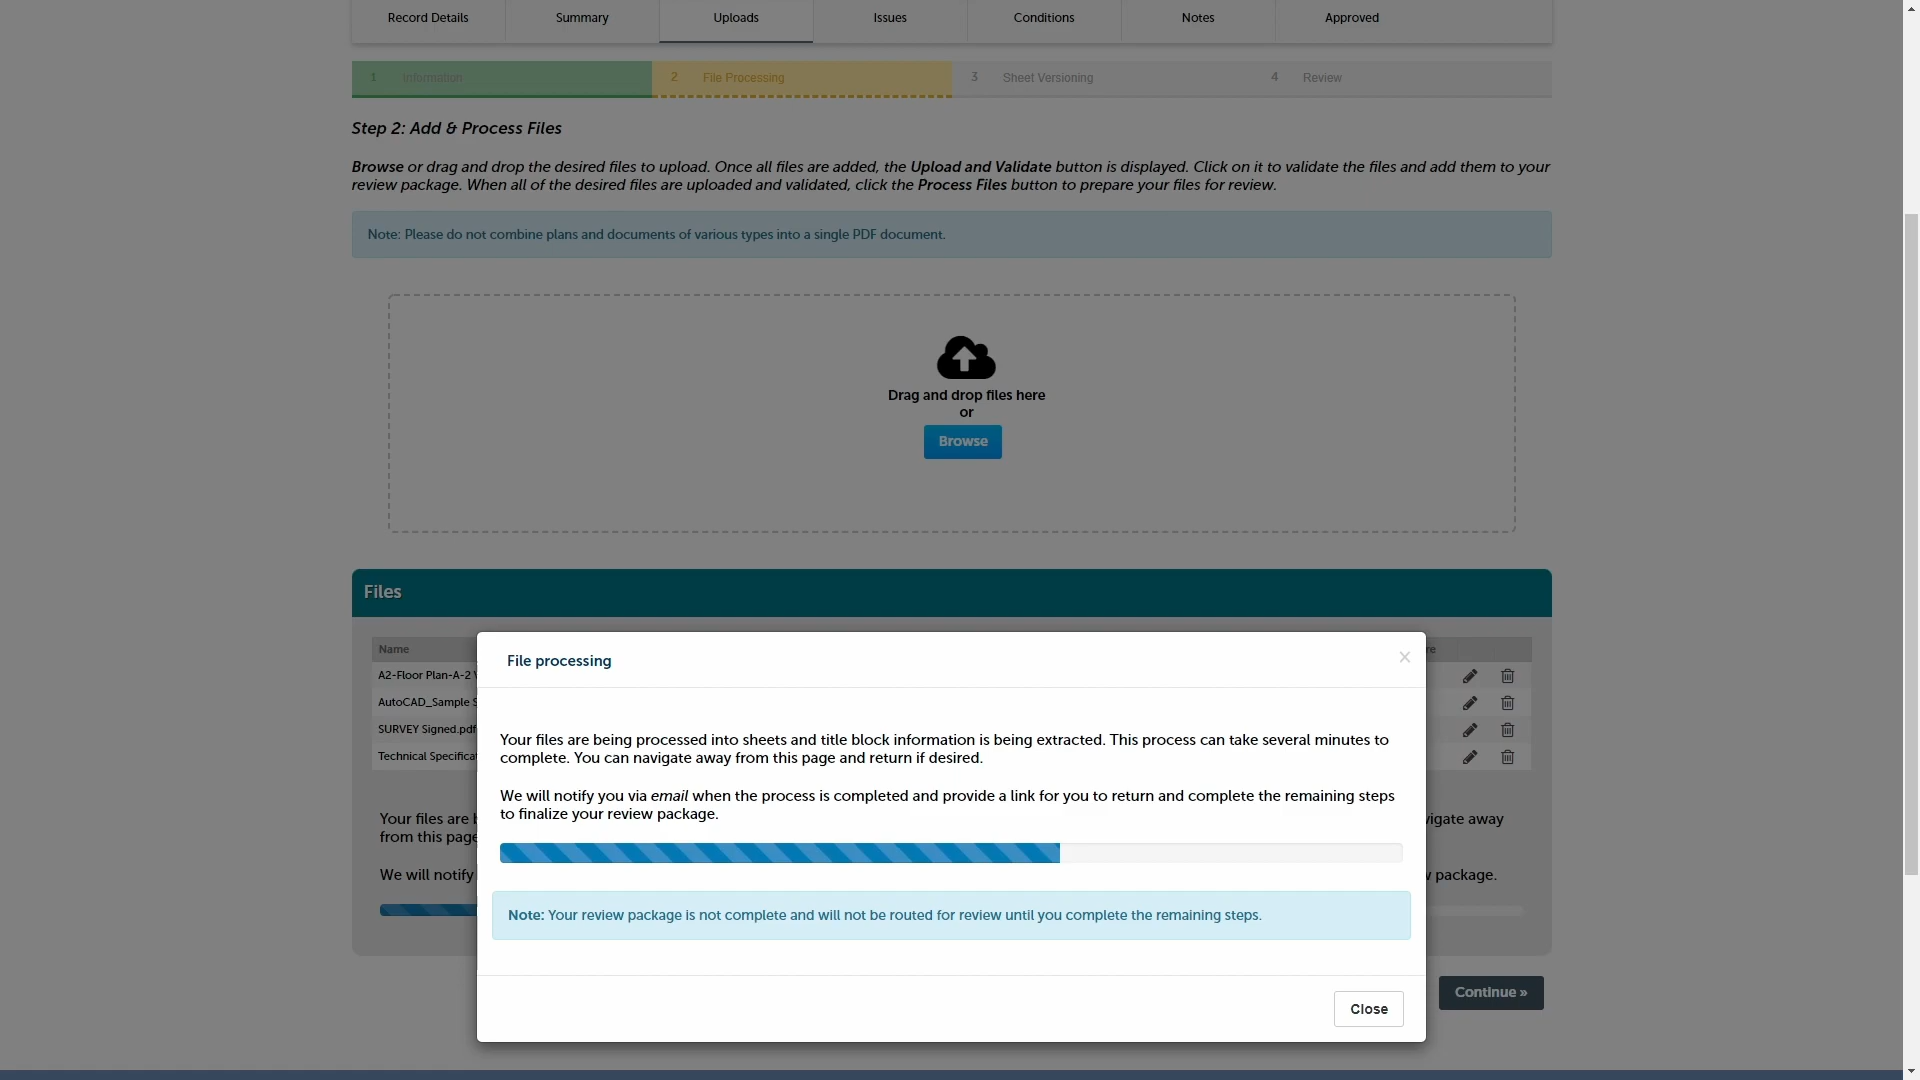 Record Details
Summary
Uploads
Issues
Conditions
Notes
Approved
1 Information
2 File Processing
3 Sheet Versioning
4 Review
Step 2: Add & Process Files
Browse or drag and drop the desired files to upload. Once all files are added, the Upload and Validate button is displayed. Click on it to validate the files and add them to your
review package. When all of the desired files are uploaded and validated, click the Process Files button to prepare your files for review.
Note: Please do not combine plans and documents of various types into a single PDF document.
Drag and drop files here
or
Browse
Files
Name
A2-Floor Plan-A-2
AutoCAD_Sample
SURVEY Signed.pdf
Technical
Your files are
from this page
We will notify
away
package.
File processing
×
Your files are being processed into sheets and title block information is being extracted. This process can take several minutes to
complete. You can navigate away from this page and return if desired.
We will notify you via email when the process is completed and provide a link for you to return and complete the remaining steps
to finalize your review package.
Note: Your review package is not complete and will not be routed for review until you complete the remaining steps.
Close
Continue »